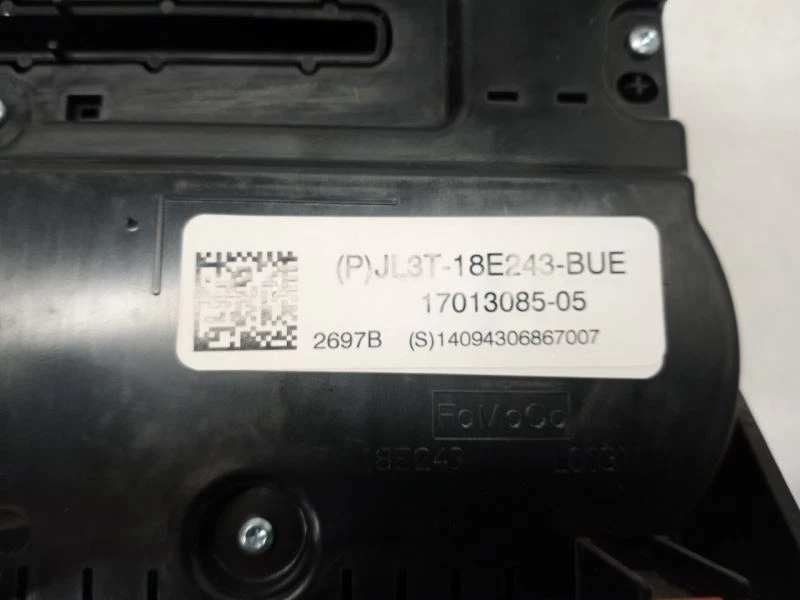 (P)JL3T-18E243-BUE
17013085-05
2697B (S)14094306867007
FoMoCo
18E243